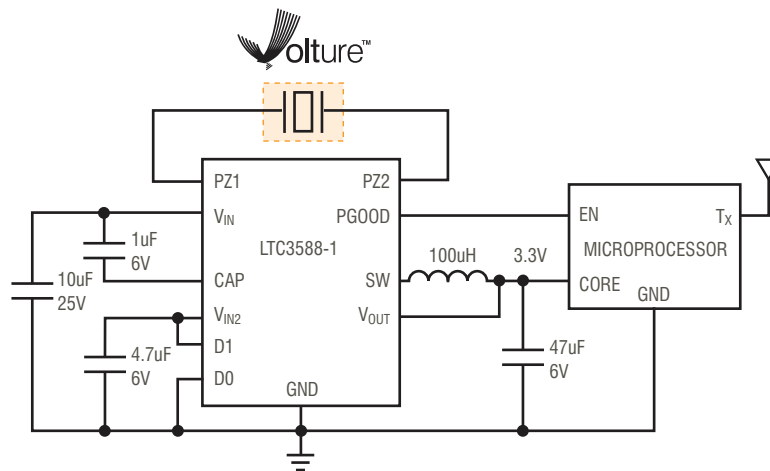 Volture™
PZ1
PZ2
VIN
PGOOD
EN
TX
1uF
6V
LTC3588-1
100uH
3.3V
MICROPROCESSOR
10uF
25V
CAP
SW
CORE
GND
VIN2
VOUT
4.7uF
6V
D1
47uF
6V
D0
GND